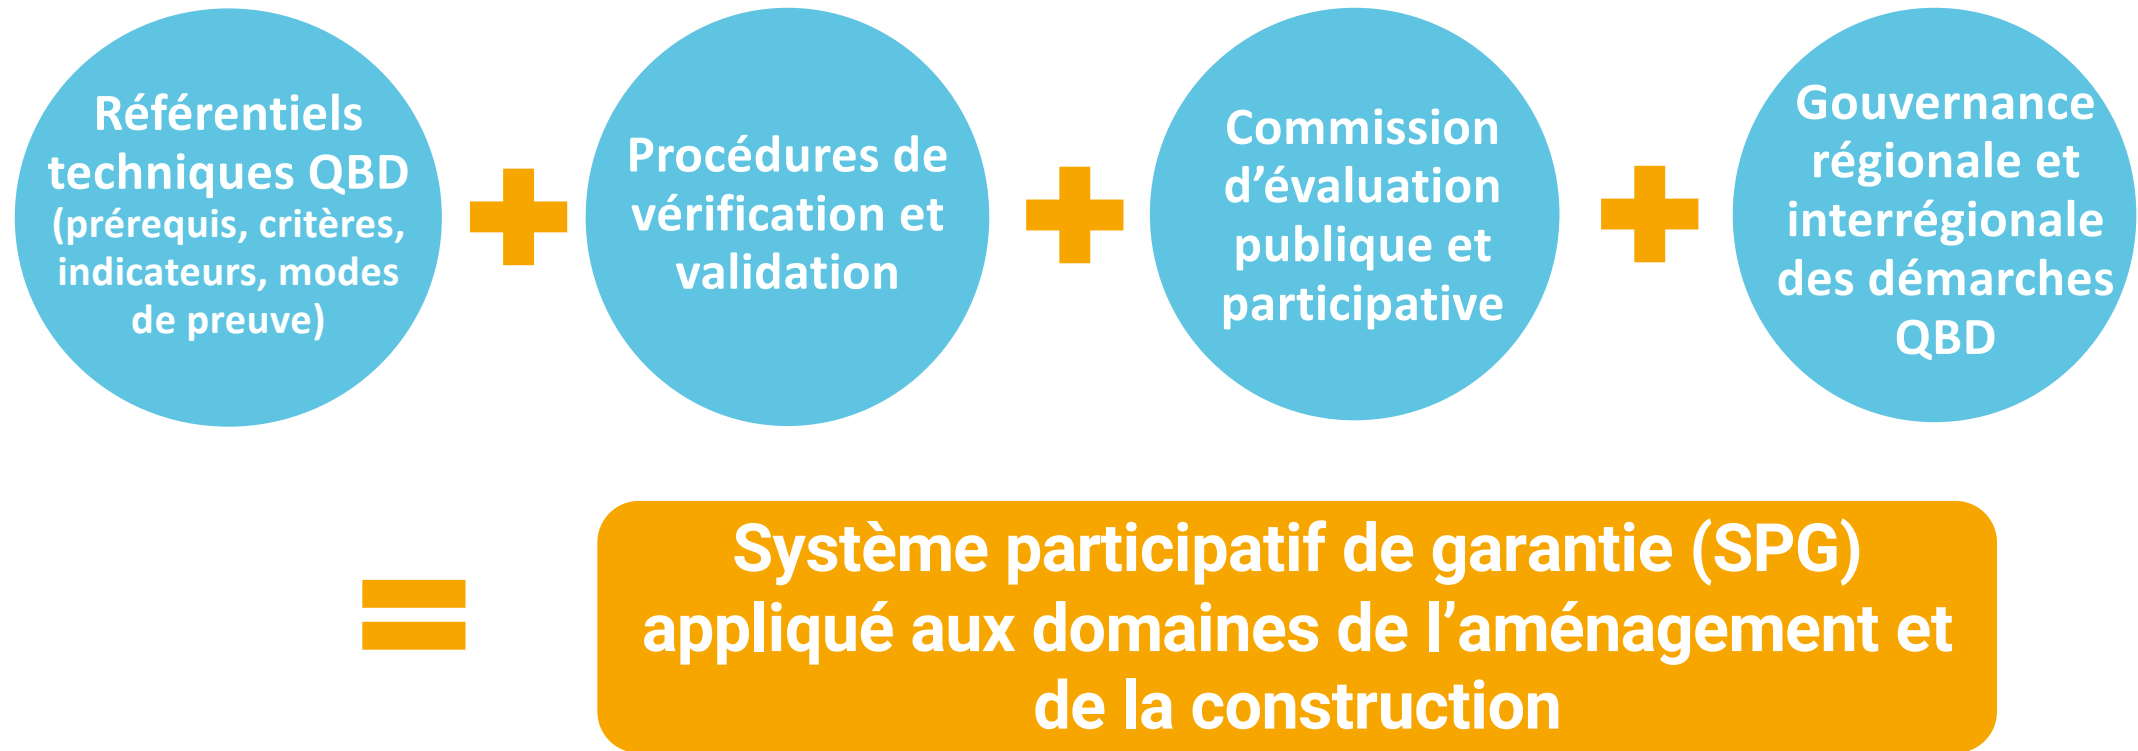 Référentiels
techniques QBD
(prérequis, critères,
indicateurs, modes
de preuve)
Procédures de
vérification et
validation
Commission
d’évaluation
publique et
participative
Gouvernance
régionale et
interrégionale
des démarches
QBD
Système participatif de garantie (SPG)
appliqué aux domaines de l’aménagement et
de la construction